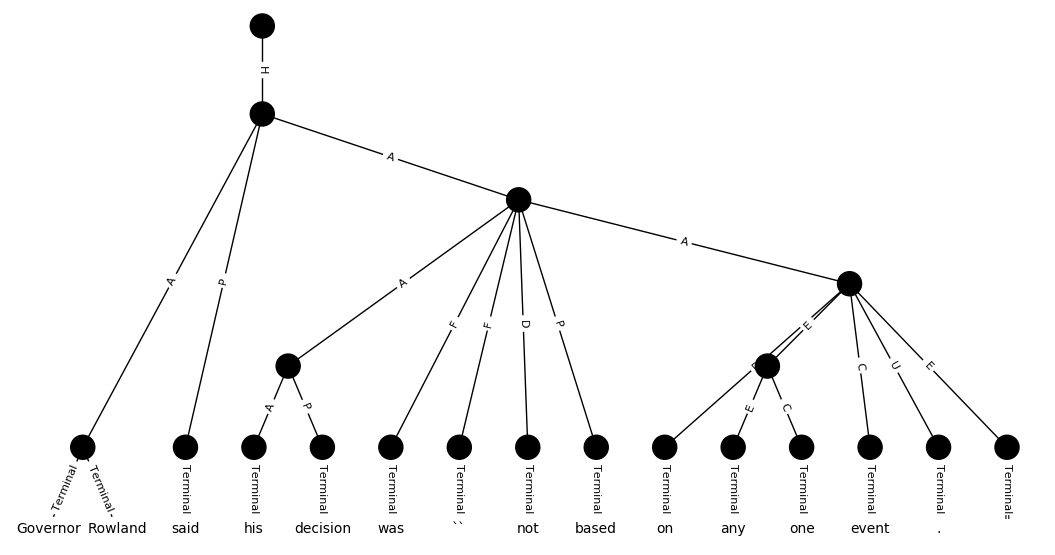 H
A
A
A
P
A
F
F
D
P
E
C
U
E
A
P
E
C
Terminal Terminal Terminal Terminal Terminal Terminal Terminal Terminal Terminal Terminal Terminal Terminal Terminal Terminal Terminal
Governor Rowland said his decision was `` not based on any one event .